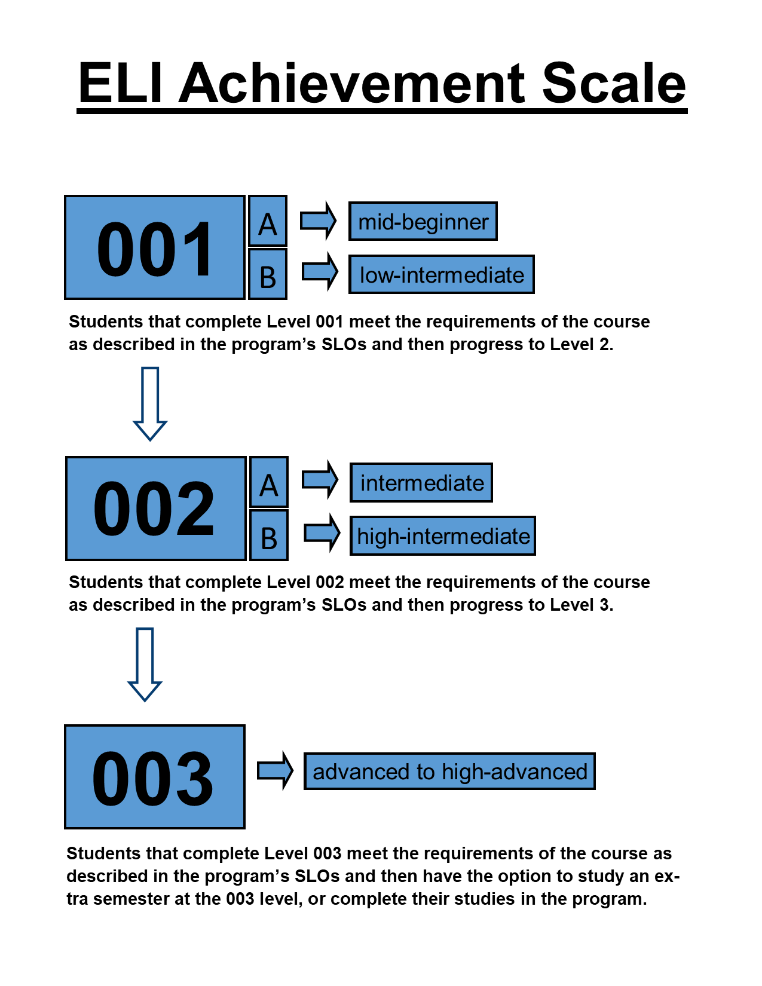 ELI Achievement Scale
001
A
mid-beginner
B
low-intermediate
Students that complete Level 001 meet the requirements of the course
as described in the program’s SLOs and then progress to Level 2.
002
A
intermediate
B
high-intermediate
Students that complete Level 002 meet the requirements of the course
as described in the program’s SLOs and then progress to Level 3.
003
advanced to high-advanced
Students that complete Level 003 meet the requirements of the course as
described in the program’s SLOs and then have the option to study an ex-
tra semester at the 003 level, or complete their studies in the program.